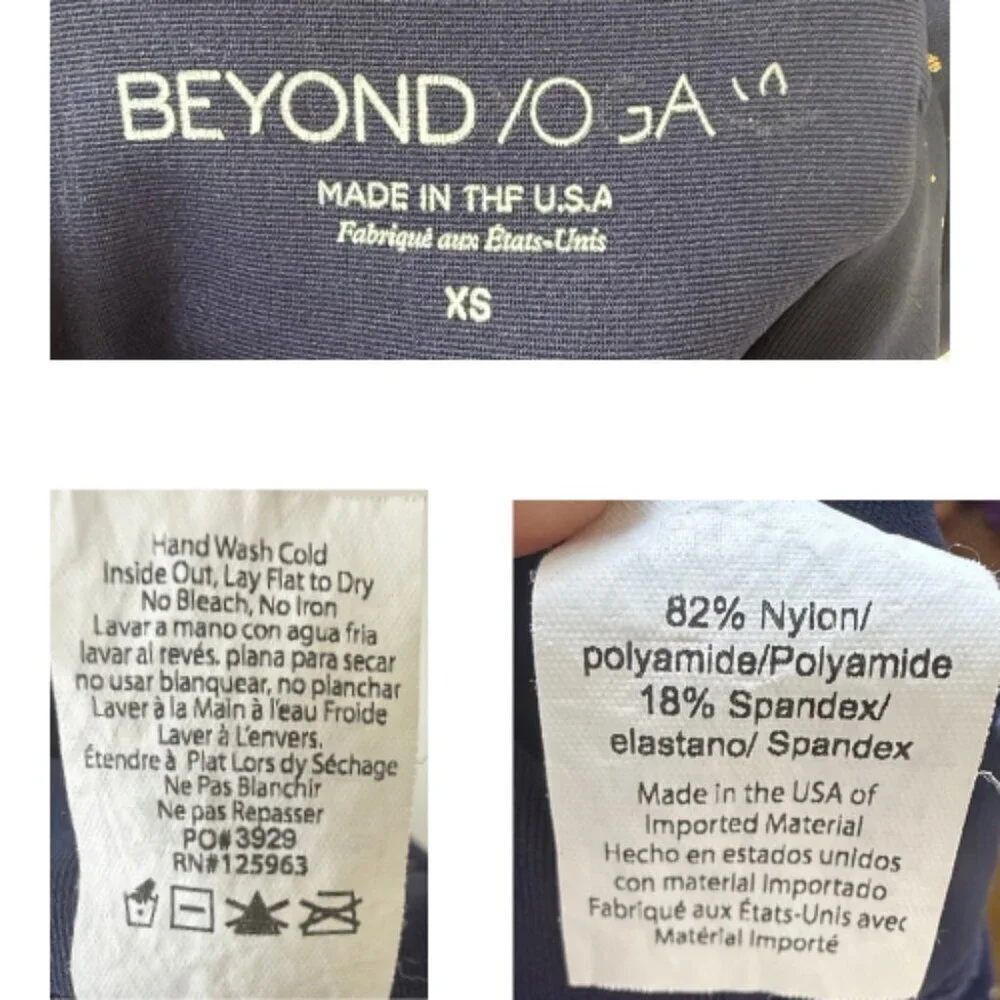 BEYOND /OGA
MADE IN THE U.S.A
Fabriqué aux États-Unis
XS
Hand Wash Cold
Inside Out, Lay Flat to Dry
No Bleach, No Iron
Lavar a mano con agua fria
lavar al revés. plana para secar
no usar blanquear, no planchar
Laver à la Main à l'eau Froide
Laver à L'envers.
Étendre à Plat Lors dy Séchage
Ne Pas Blanchir
Ne pas Repasser
PO#3929
RN#125963
82% Nylon/
polyamide/Polyamide
18% Spandex/
elastano/ Spandex
Made in the USA of
Imported Material
Hecho en estados unidos
con material Importado
Fabriqué aux États-Unis avec
Matérial Importé